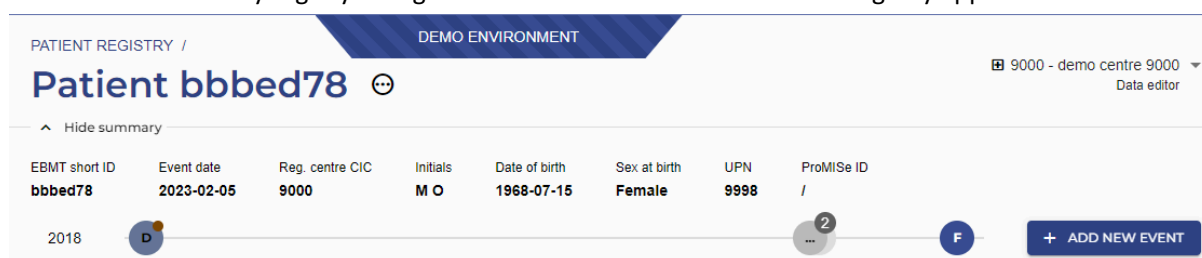 DEMO ENVIRONMENT
PATIENT REGISTRY /
Patient bbbed78
9000 - demo centre 9000
Data editor
Hide summary
EBMT short ID Event date Reg. centre CIC Initials Date of birth Sex at birth UPN ProMISe ID
bbbed78 2023-02-05 9000 M O 1968-07-15 Female 9998 /
2018 D ... 2 F + ADD NEW EVENT